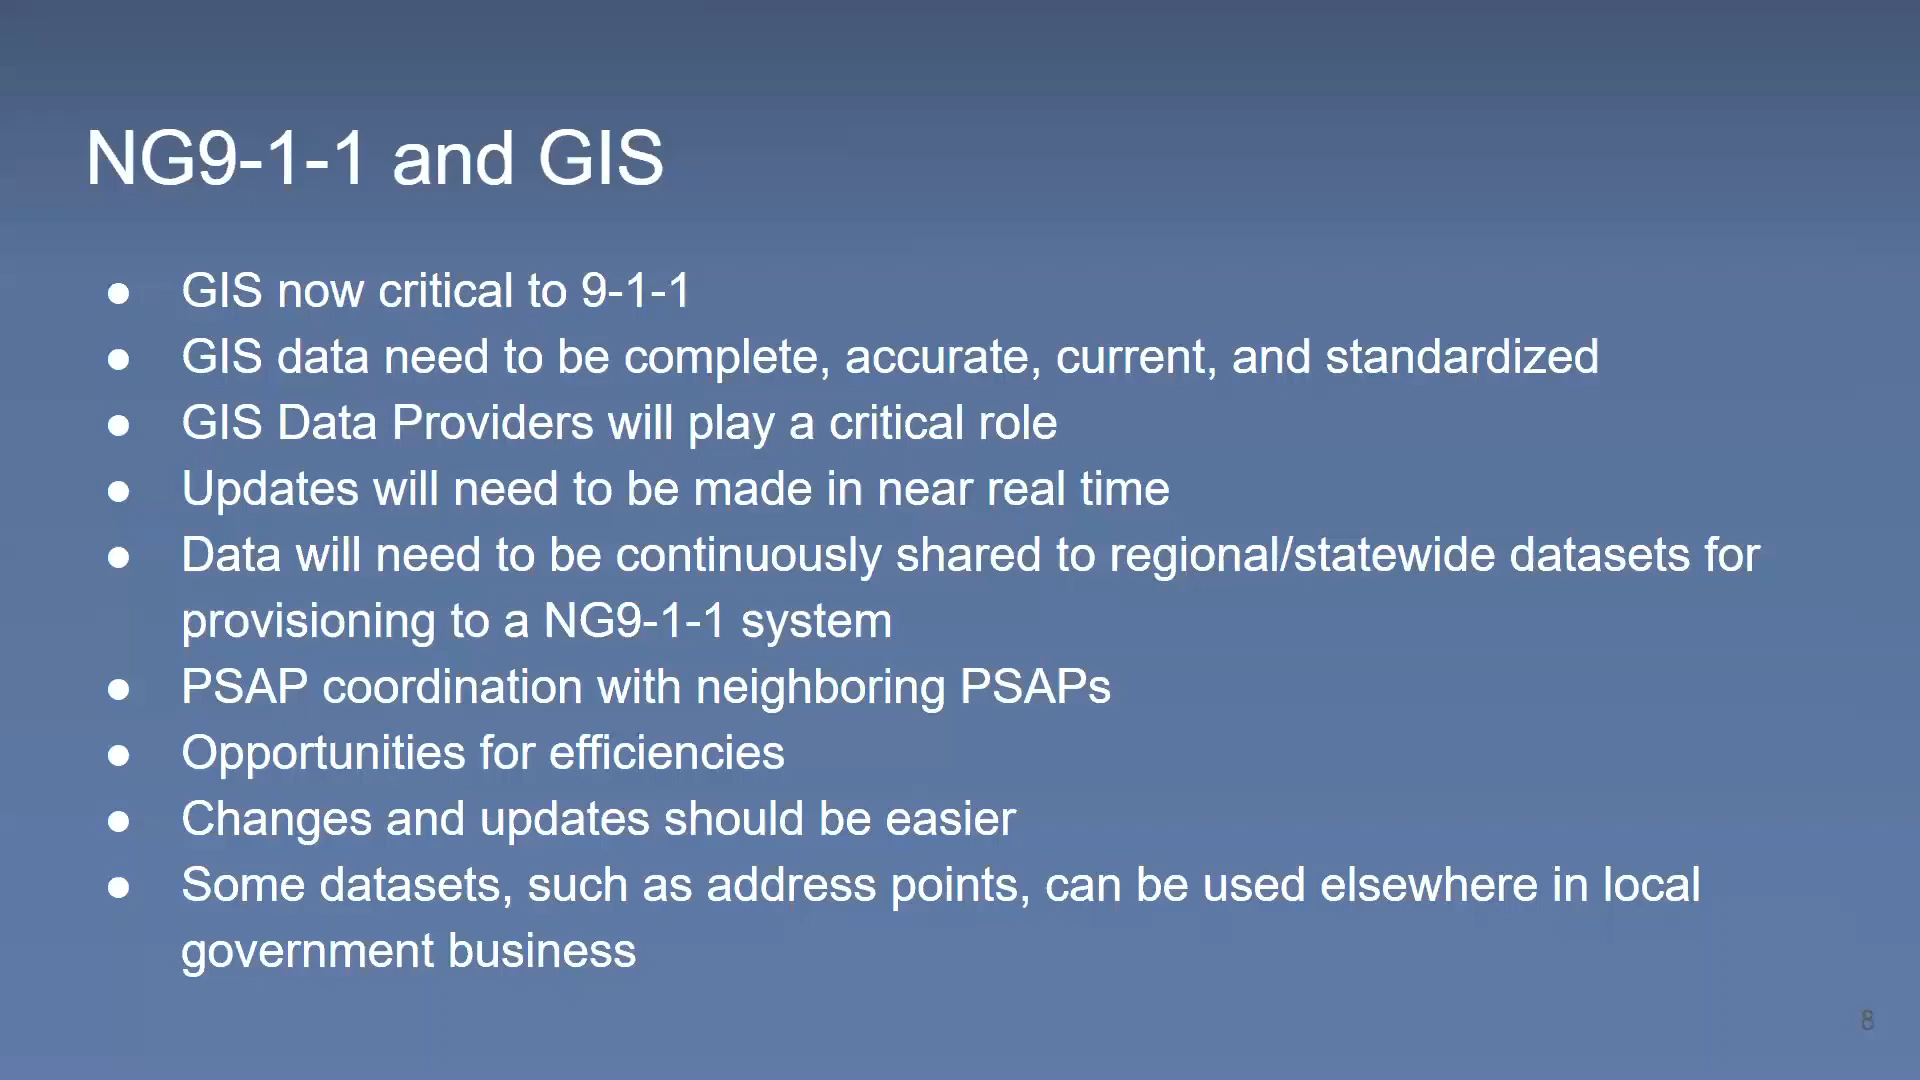 NG9-1-1 and GIS
● GIS now critical to 9-1-1
● GIS data need to be complete, accurate, current, and standardized
● GIS Data Providers will play a critical role
● Updates will need to be made in near real time
● Data will need to be continuously shared to regional/statewide datasets for
provisioning to a NG9-1-1 system
● PSAP coordination with neighboring PSAPs
● Opportunities for efficiencies
● Changes and updates should be easier
● Some datasets, such as address points, can be used elsewhere in local
government business
8